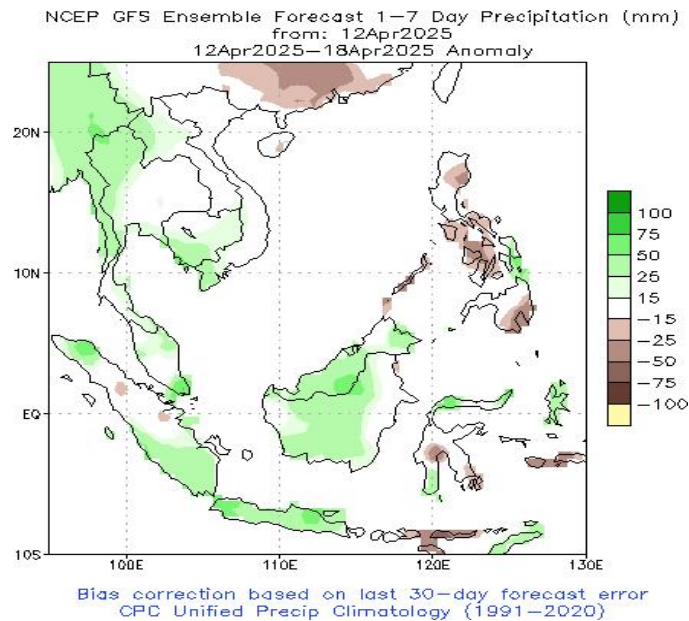 NCEP GFS Ensemble Forecast 1–7 Day Precipitation (mm)
from: 12Apr2025
12Apr2025–18Apr2025 Anomaly
20N
10N
EQ
10S
100E
110E
120E
130E
100
75
50
25
15
−15
−25
−50
−75
−100
Bias correction based on last 30–day forecast error
CPC Unified Precip Climatology (1991–2020)